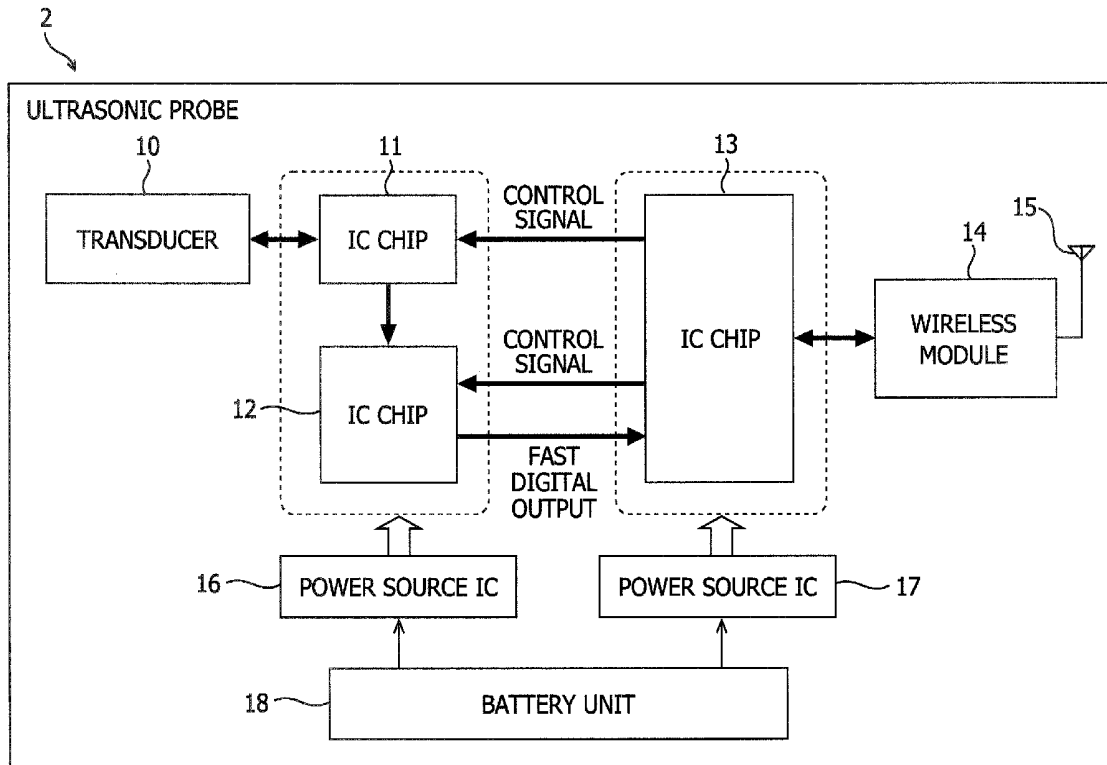 2
ULTRASONIC PROBE
10
11
13
TRANSDUCER
IC CHIP
CONTROL
SIGNAL
15
14
IC CHIP
WIRELESS
MODULE
CONTROL
SIGNAL
12
IC CHIP
FAST
DIGITAL
OUTPUT
16
POWER SOURCE IC
POWER SOURCE IC
17
18
BATTERY UNIT